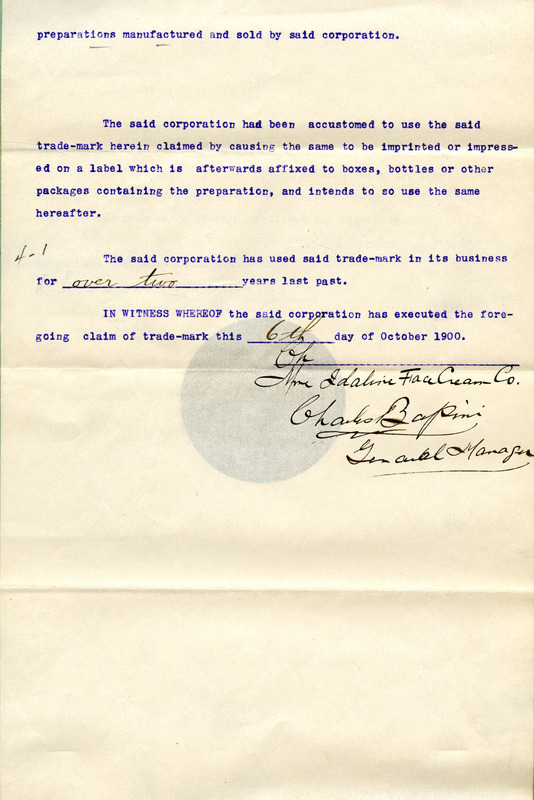 preparations manufactured and sold by said corporation.
The said corporation had been accustomed to use the said
trade-mark herein claimed by causing the same to be imprinted or impress-
ed on a label which is afterwards affixed to boxes, bottles or other
packages containing the preparation, and intends to so use the same
hereafter.
4-1
The said corporation has used said trade-mark in its business
for over two years last past.
IN WITNESS WHEREOF the said corporation has executed the fore-
going claim of trade-mark this 6th day of October 1900.
Mme Idaline Face Cream Co.
Charles
General Manager